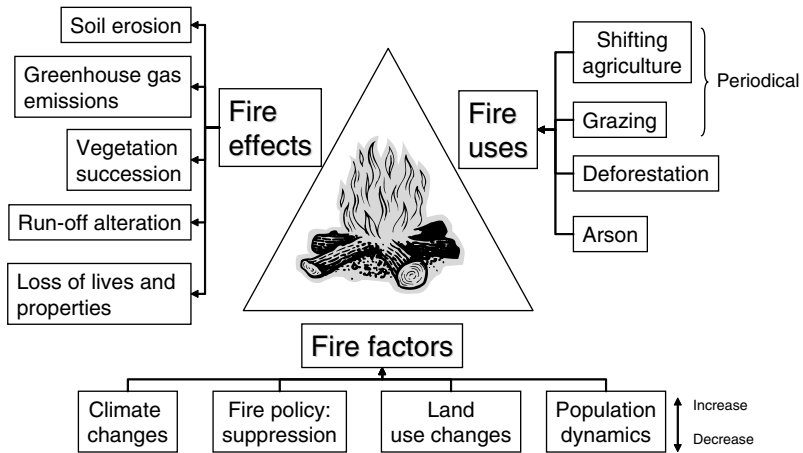 Soil erosion
Greenhouse gas
emissions
Vegetation
succession
Run-off alteration
Loss of lives and
properties
Fire
effects
Fire
uses
Shifting
agriculture
Grazing
Periodical
Deforestation
Arson
Fire factors
Climate
changes
Fire policy:
suppression
Land
use changes
Population
dynamics
Increase
Decrease